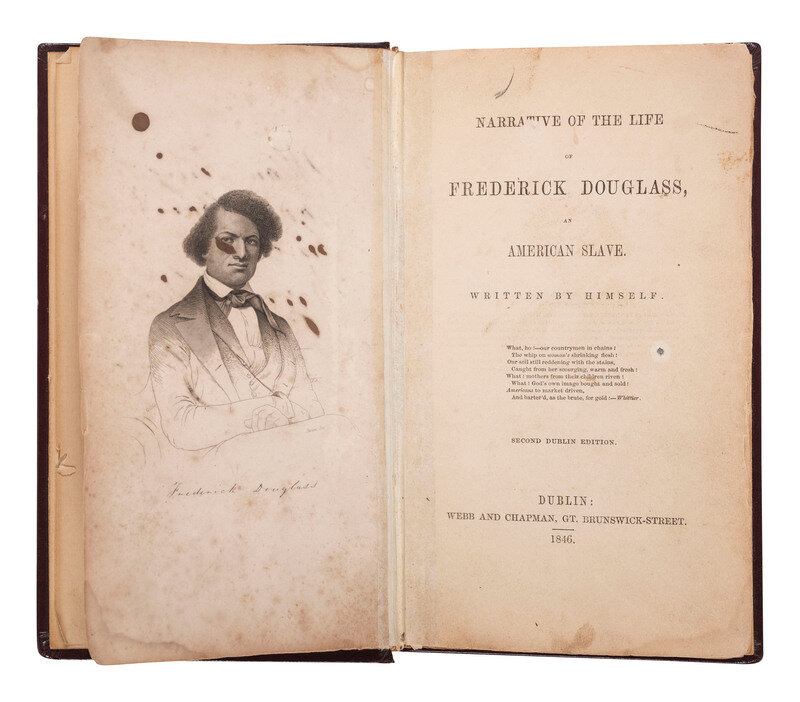 Frederick Douglass
NARRATIVE OF THE LIFE
OF
FREDERICK DOUGLASS,
AN
AMERICAN SLAVE.
WRITTEN BY HIMSELF.
What, ho!—our countrymen in chains!
The whip on woman's shrinking flesh!
Our soil still reddening with the stains,
Caught from her scourging, warm and fresh!
What! mothers from their children riven!
What! God's own image bought and sold!
Americans to market driven,
And barter'd, as the brute, for gold!—Whittier.
SECOND DUBLIN EDITION.
DUBLIN:
WEBB AND CHAPMAN, GT. BRUNSWICK-STREET.
1846.